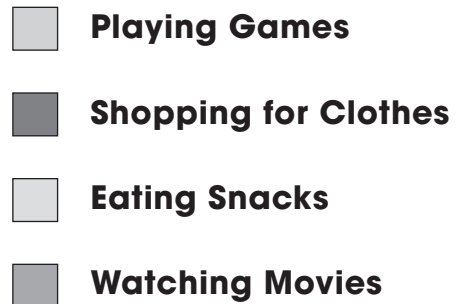 Playing Games
Shopping for Clothes
Eating Snacks
Watching Movies